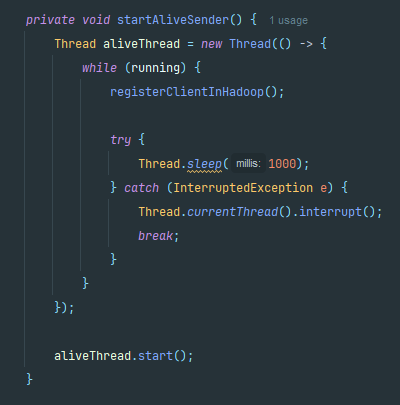 private void startAliveSender() { 1 usage
Thread aliveThread = new Thread(() -> {
while (running) {
registerClientInHadoop();
try {
Thread.sleep( millis: 1000);
} catch (InterruptedException e) {
Thread.currentThread().interrupt();
break;
}
}
});
aliveThread.start();
}